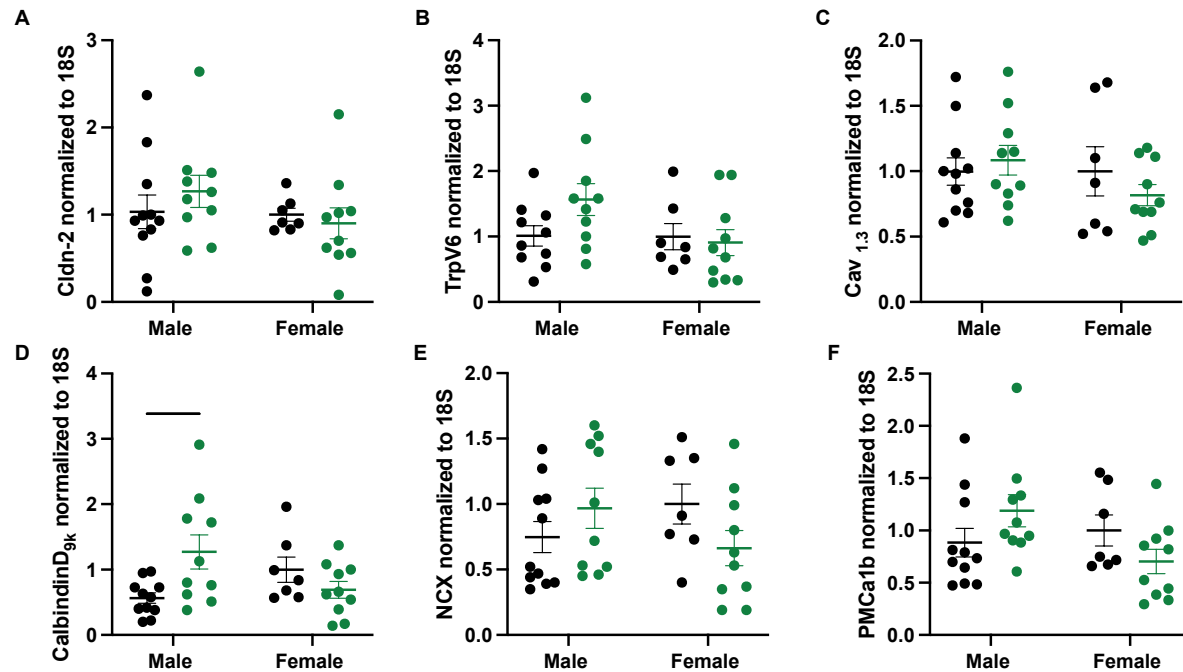 A
Cldn-2 normalized to 18S
3
2
1
0
Male
Female
B
TrpV6 normalized to 18S
4
3
2
1
0
Male
Female
C
Cav 1.3 normalized to 18S
2.0
1.5
1.0
0.5
0.0
Male
Female
D
CalbindinD9k normalized to 18S
4
3
2
1
0
Male
Female
E
NCX normalized to 18S
2.0
1.5
1.0
0.5
0.0
Male
Female
F
PMCa1b normalized to 18S
2.5
2.0
1.5
1.0
0.5
0.0
Male
Female